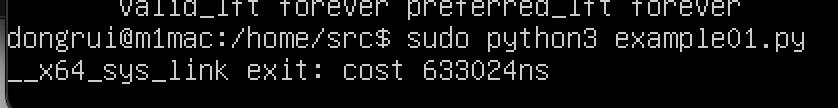 valid_lft forever preferred_lft forever
dongrui@m1mac:/home/src$ sudo python3 example01.py
__x64_sys_link exit: cost 633024ns